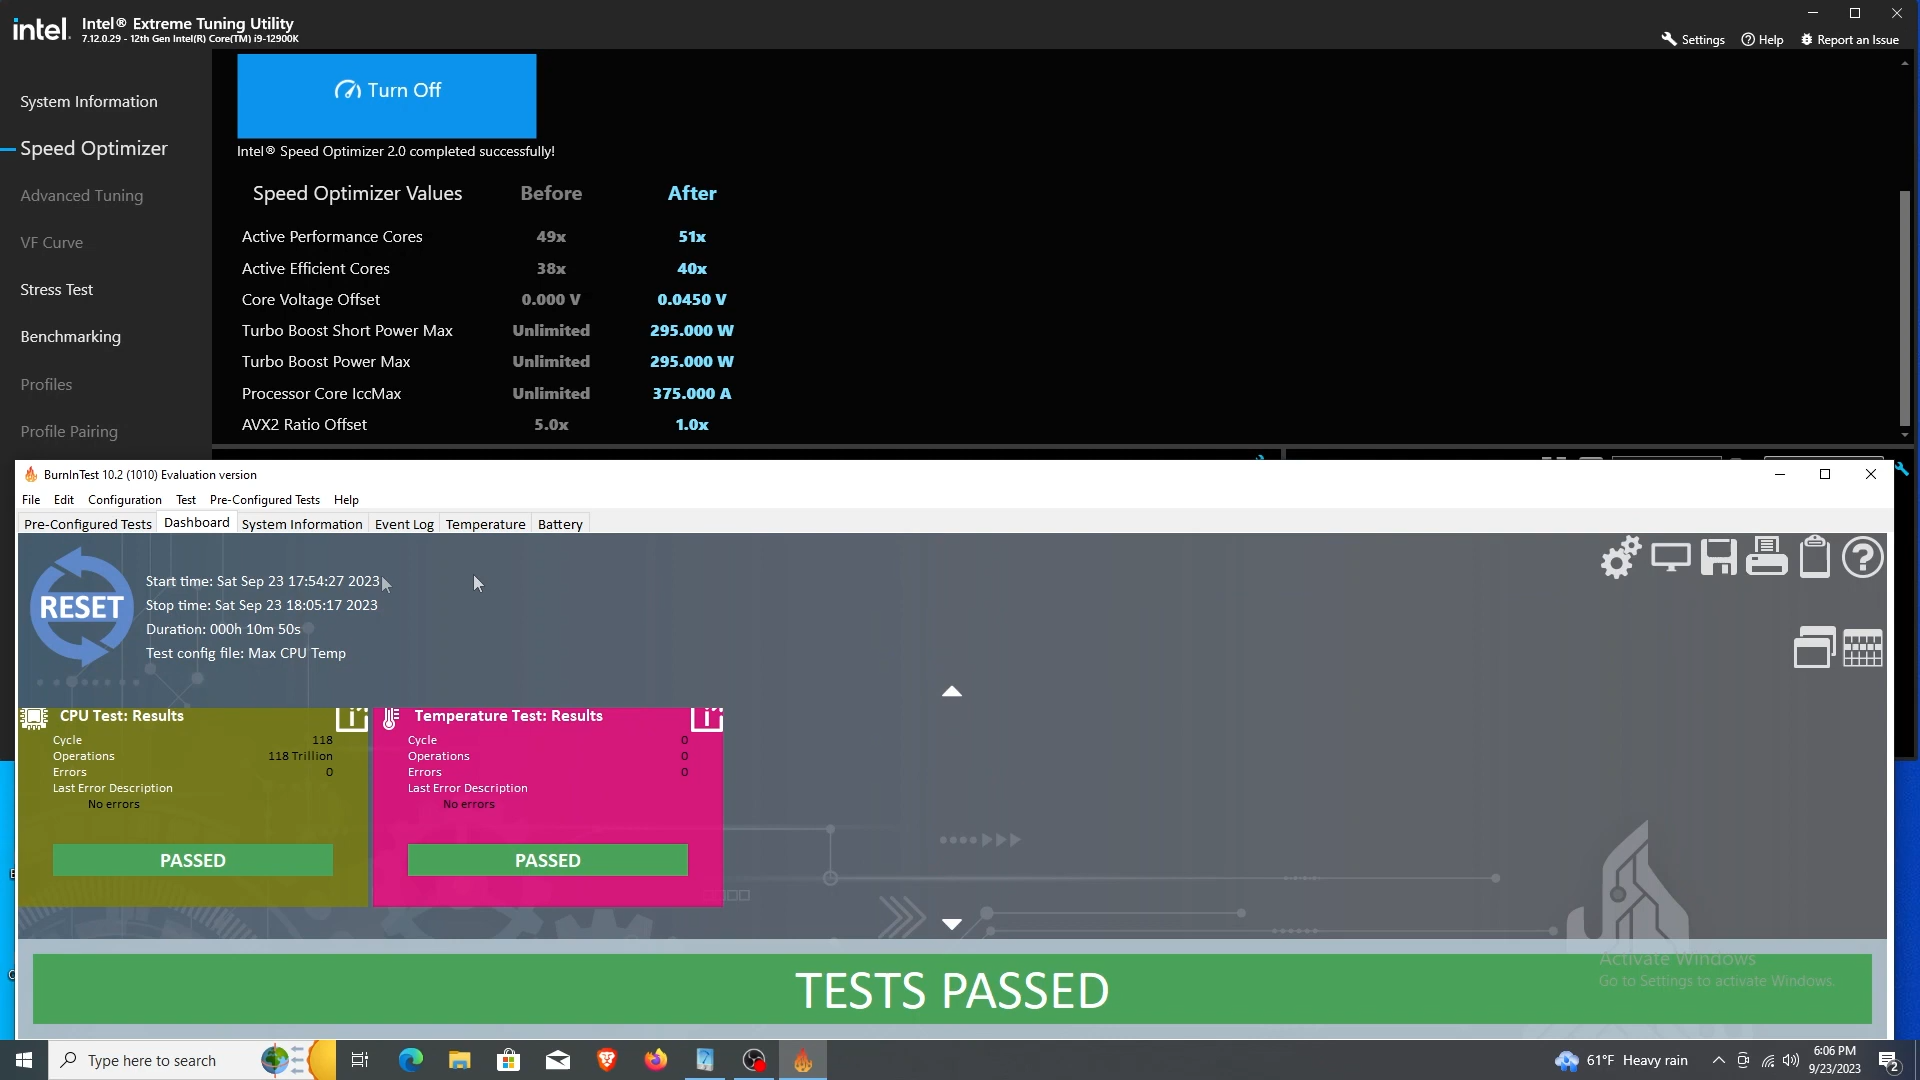 intel.
Intel® Extreme Tuning Utility
7.12.0.29 - 12th Gen Intel(R) Core(TM) i9-12900K
Settings
Help
Report an Issue
System Information
Speed Optimizer
Advanced Tuning
VF Curve
Stress Test
Benchmarking
Profiles
Profile Pairing
Turn Off
Intel® Speed Optimizer 2.0 completed successfully!
Speed Optimizer Values Before After
Active Performance Cores 49x 51x
Active Efficient Cores 38x 40x
Core Voltage Offset 0.000 V 0.0450 V
Turbo Boost Short Power Max Unlimited 295.000 W
Turbo Boost Power Max Unlimited 295.000 W
Processor Core IccMax Unlimited 375.000 A
AVX2 Ratio Offset 5.0x 1.0x
BurnInTest 10.2 (1010) Evaluation version
File Edit Configuration Test Pre-Configured Tests Help
Pre-Configured Tests Dashboard System Information Event Log Temperature Battery
RESET
Start time: Sat Sep 23 17:54:27 2023
Stop time: Sat Sep 23 18:05:17 2023
Duration: 000h 10m 50s
Test config file: Max CPU Temp
CPU Test: Results
Cycle 118
Operations 118 Trillion
Errors 0
Last Error Description
No errors
PASSED
Temperature Test: Results
Cycle 0
Operations 0
Errors 0
Last Error Description
No errors
PASSED
TESTS PASSED
Activate Windows
Go to Settings to activate Windows.
Type here to search
61°F Heavy rain
6:06 PM
9/23/2023
2